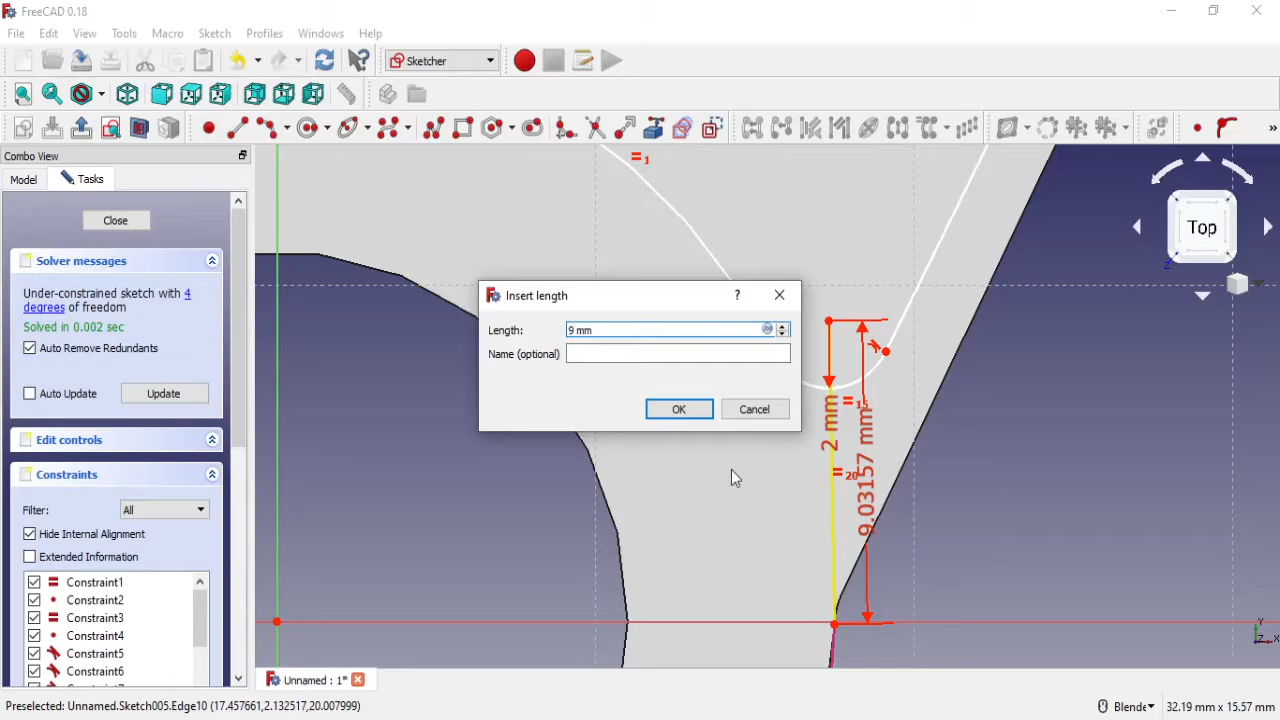 FreeCAD 0.18
File Edit View Tools Macro Sketch Profiles Windows Help
Sketcher
Combo View
Model Tasks
Close
Solver messages
Under-constrained sketch with 4
degrees of freedom
Solved in 0.002 sec
Auto Remove Redundants
Auto Update Update
Edit controls
Constraints
Filter: All
Hide Internal Alignment
Extended Information
Constraint1
Constraint2
Constraint3
Constraint4
Constraint5
Constraint6
1
Top
Z
Insert length
?
Length: 9 mm
Name (optional)
OK Cancel
2 mm
15
20
9.03157 mm
Y
Z
X
Unnamed : 1*
Preselected: Unnamed.Sketch005.Edge10 (17.457661,2.132517,20.007999)
Blende 32.19 mm x 15.57 mm